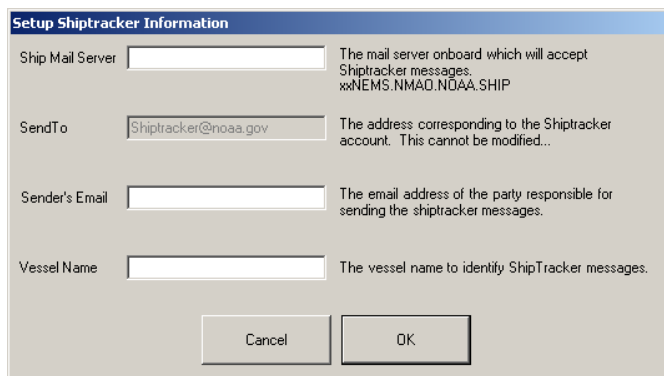 Setup Shiptracker Information
Ship Mail Server
The mail server onboard which will accept
Shiptracker messages.
xxNEMS.NMAO.NOAA.SHIP
SendTo
Shiptracker@noaa.gov
The address corresponding to the Shiptracker
account. This cannot be modified...
Sender's Email
The email address of the party responsible for
sending the shiptracker messages.
Vessel Name
The vessel name to identify ShipTracker messages.
Cancel
OK